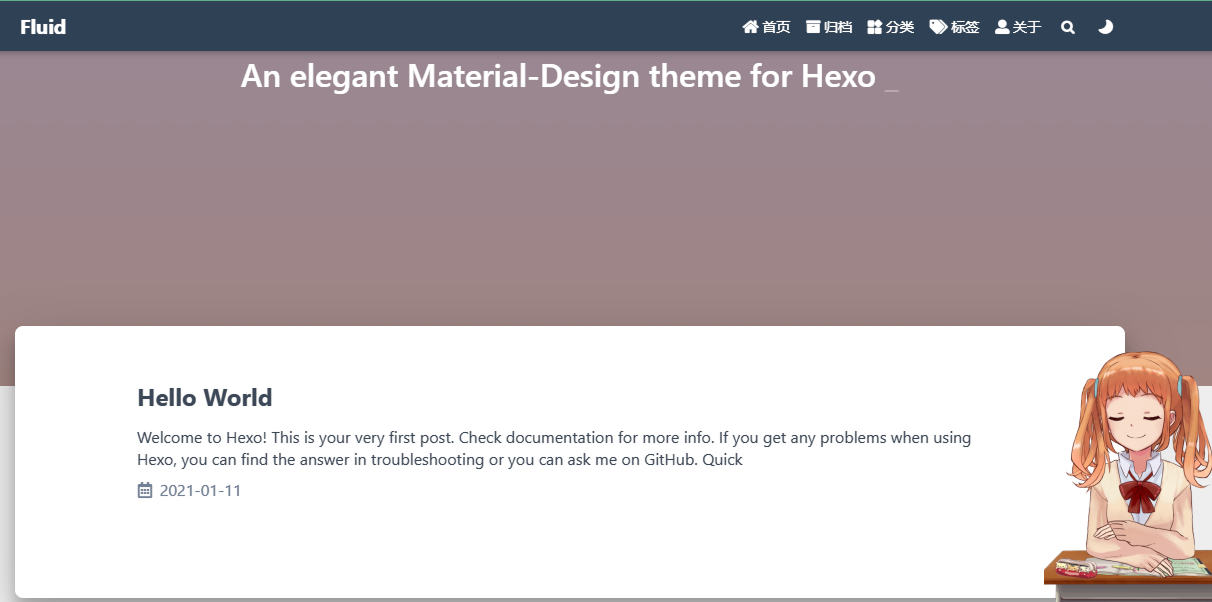 Fluid
首页 归档 分类 标签 关于
An elegant Material-Design theme for Hexo _
Hello World
Welcome to Hexo! This is your very first post. Check documentation for more info. If you get any problems when using
Hexo, you can find the answer in troubleshooting or you can ask me on GitHub. Quick
2021-01-11